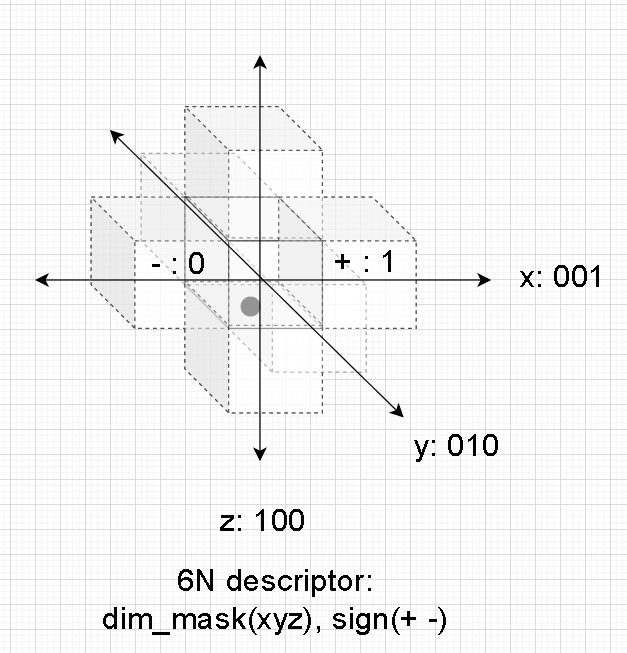 - : 0
+ : 1
x: 001
y: 010
z: 100
6N descriptor:
dim_mask(xyz), sign(+ -)